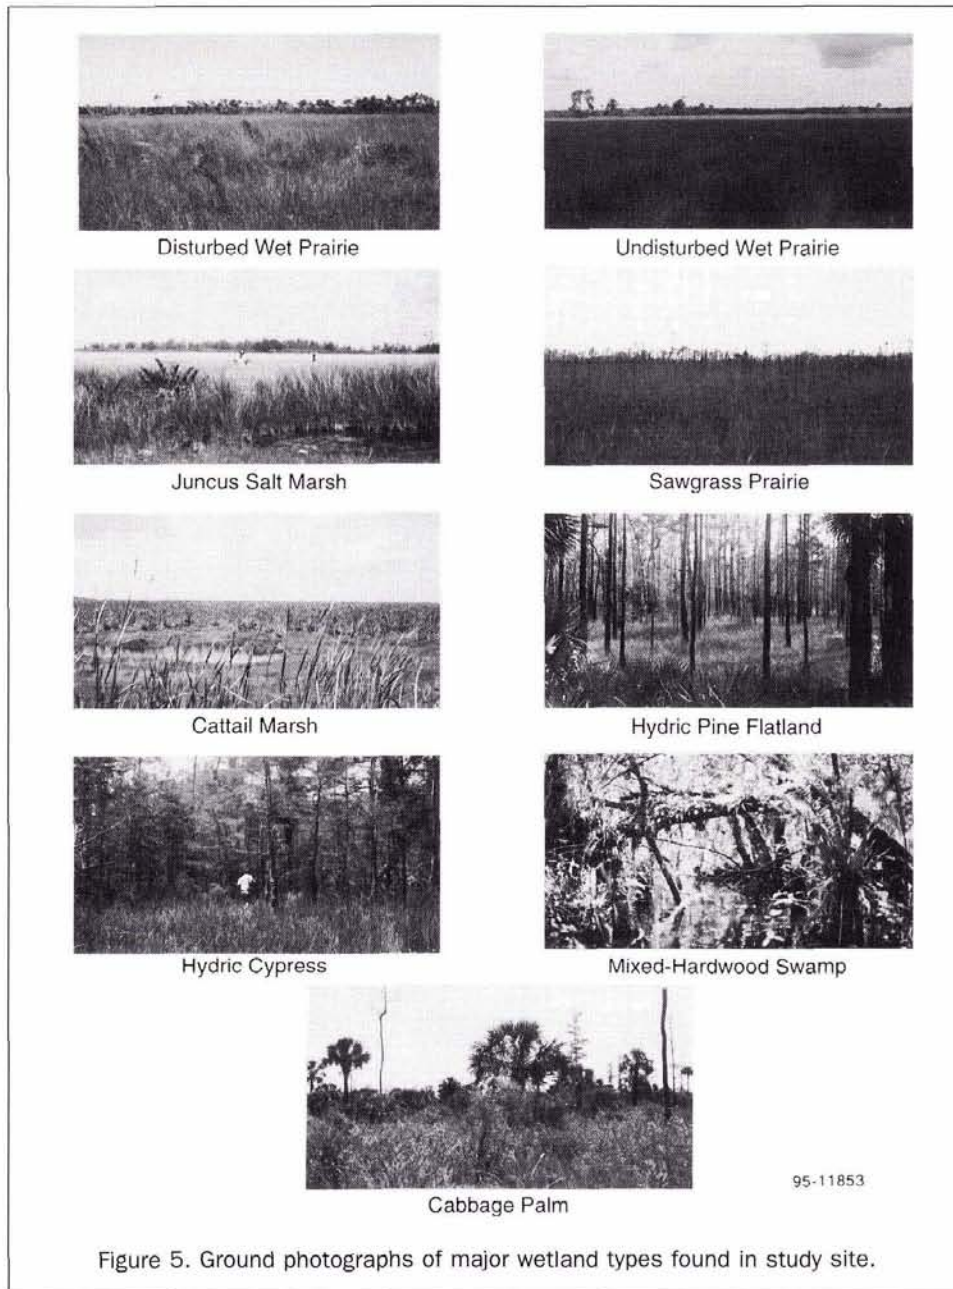 Disturbed Wet Prairie
Undisturbed Wet Prairie
Juncus Salt Marsh
Sawgrass Prairie
Cattail Marsh
Hydric Pine Flatland
Hydric Cypress
Mixed-Hardwood Swamp
Cabbage Palm
95-11853
Figure 5. Ground photographs of major wetland types found in study site.